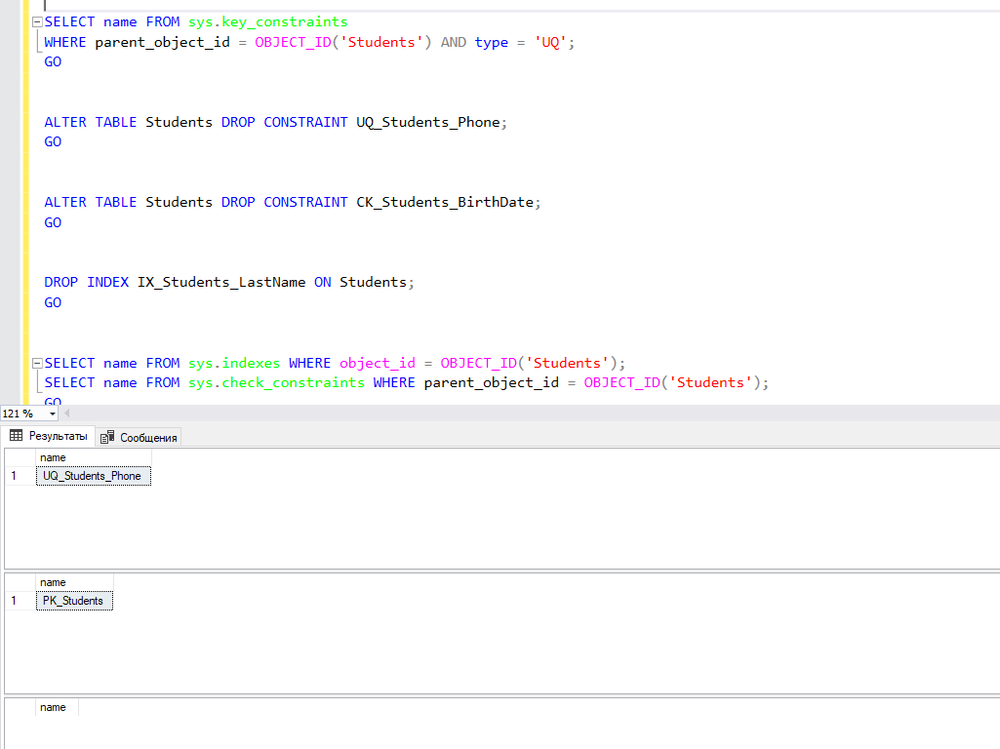 SELECT name FROM sys.key_constraints
WHERE parent_object_id = OBJECT_ID('Students') AND type = 'UQ';
GO
ALTER TABLE Students DROP CONSTRAINT UQ_Students_Phone;
GO
ALTER TABLE Students DROP CONSTRAINT CK_Students_BirthDate;
GO
DROP INDEX IX_Students_LastName ON Students;
GO
SELECT name FROM sys.indexes WHERE object_id = OBJECT_ID('Students');
SELECT name FROM sys.check_constraints WHERE parent_object_id = OBJECT_ID('Students');
GO
121 %
Результаты Сообщения
name
1 UQ_Students_Phone
name
1 PK_Students
name